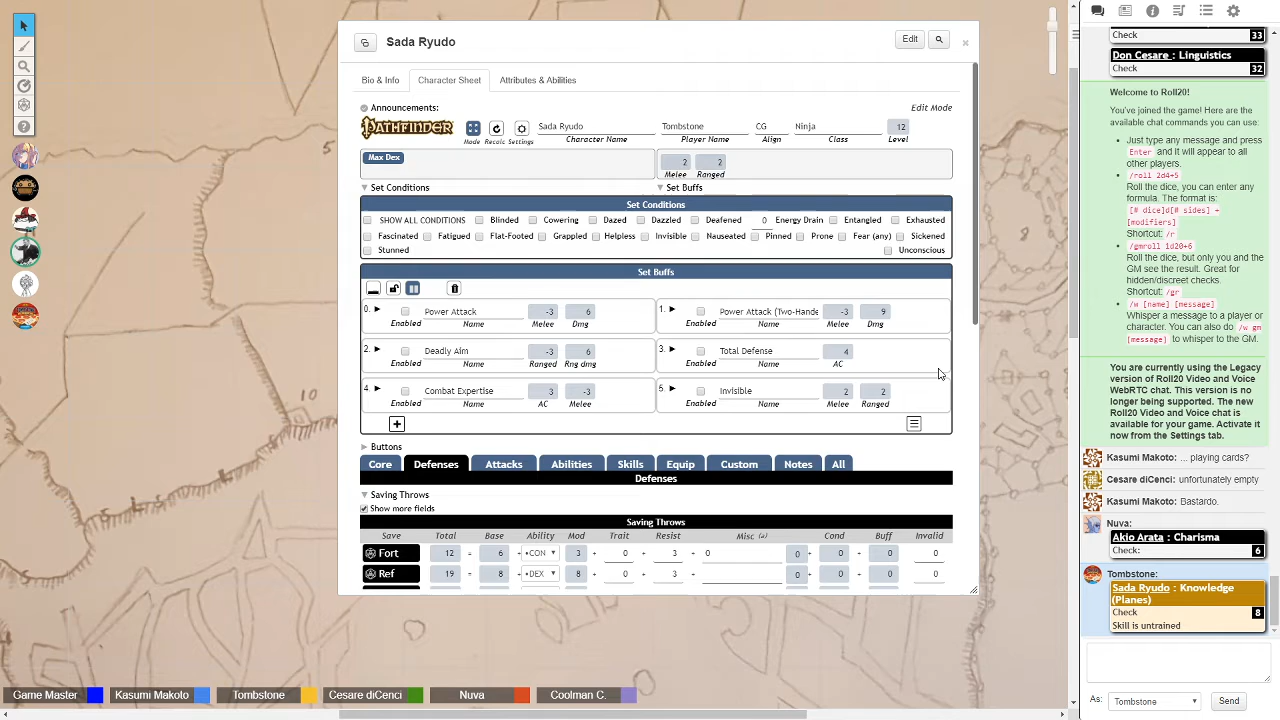 Sada Ryudo
Edit
Bio & Info
Character Sheet
Attributes & Abilities
Announcements:
Edit Mode
PATHFINDER
Mode
Recalc
Settings
Sada Ryudo
Character Name
Tombstone
Player Name
CG
Align
Ninja
Class
12
Level
Max Dex
2 2
Melee Ranged
Set Conditions
Set Buffs
Set Conditions
SHOW ALL CONDITIONS Blinded Cowering Dazed Dazzled Deafened 0 Energy Drain Entangled Exhausted
Fascinated Fatigued Flat-Footed Grappled Helpless Invisible Nauseated Pinned Prone Fear (any) Sickened
Stunned Unconscious
Set Buffs
0. Power Attack -3 6
Enabled Name Melee Dmg
1. Power Attack (Two-Hande -3 9
Enabled Name Melee Dmg
2. Deadly Aim -3 6
Enabled Name Ranged Rng dmg
3. Total Defense 4
Enabled Name AC
4. Combat Expertise 3 -3
Enabled Name AC Melee
5. Invisible 2 2
Enabled Name Melee Ranged
Buttons
Core Defenses Attacks Abilities Skills Equip Custom Notes All
Defenses
Saving Throws
Show more fields
Saving Throws
Save Total Base Ability Mod Trait Resist Misc (a) Cond Buff Invalid
Fort 12 = 6 +•CON 3 + 0 + 3 + 0 0 + 0 + 0 0
Ref 19 = 8 +•DEX 8 + 0 + 3 + 0 + 0 + 0 0
Game Master
Kasumi Makoto
Tombstone
Cesare diCenci
Nuva
Coolman C.
Check 33
Don Cesare : Linguistics
Check 32
Welcome to Roll20!
You've joined the game! Here are the
available chat commands you can use:
• Just type any message and press
Enter and it will appear to all
other players.
• /roll 2d4+5
Roll the dice, you can enter any
formula. The format is:
[# dice]d[# sides] +
[modifiers]
Shortcut: /r
• /gmroll 1d20+6
Roll the dice, but only you and the
GM see the result. Great for
hidden/discreet checks.
Shortcut: /gr
• /w [name] [message]
Whisper a message to a player or
character. You can also do /w gm
[message] to whisper to the GM.
You are currently using the Legacy
version of Roll20 Video and Voice
WebRTC chat. This version is no
longer being supported. The new
Roll20 Video and Voice chat is
available for your game. Activate it
now from the Settings tab.
Kasumi Makoto: ... playing cards?
Cesare diCenci: unfortunately empty
Kasumi Makoto: Bastardo.
Nuva:
Akio Arata : Charisma
Check: 6
Tombstone:
Sada Ryudo : Knowledge
(Planes)
Check 8
Skill is untrained
As: Tombstone Send